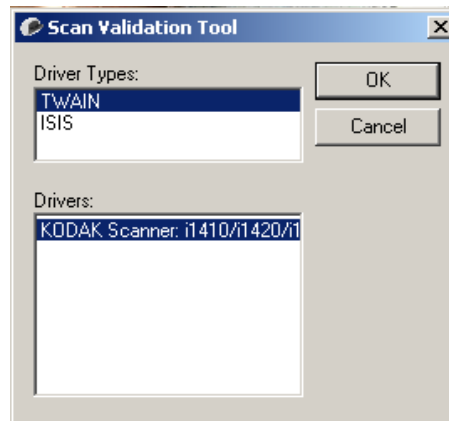 Scan Validation Tool
Driver Types:
TWAIN
ISIS
OK
Cancel
Drivers:
KODAK Scanner: i1410/i1420/i1